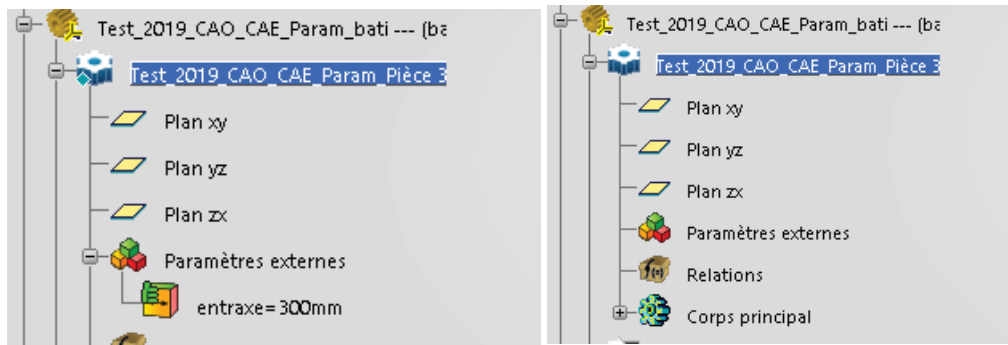 Test_2019_CAO_CAE_Param_bati --- (ba
Test_2019_CAO_CAE_Param_Pièce 3
Plan xy
Plan yz
Plan zx
Paramètres externes
entraxe=300mm
Test_2019_CAO_CAE_Param_bati --- (ba
Test_2019_CAO_CAE_Param_Pièce 3
Plan xy
Plan yz
Plan zx
Paramètres externes
Relations
Corps principal